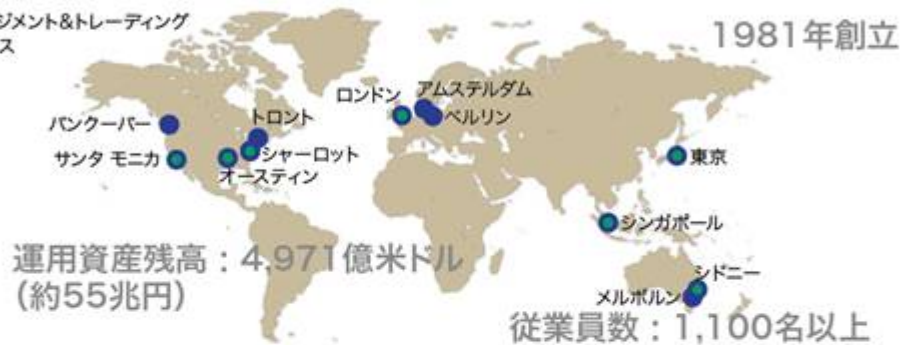 ジメント&トレーディング
ス
1981年創立
ロンドン
アムステルダム
ベルリン
バンクーバー
トロント
サンタ モニカ
シャーロット
オースティン
東京
シンガポール
運用資産残高：4,971億米ドル
（約55兆円）
シドニー
メルボルン
従業員数：1,100名以上